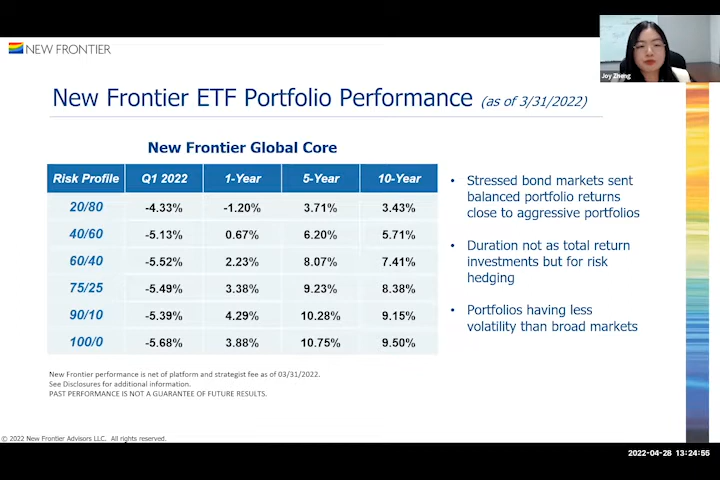 NEW FRONTIER
Joy Zheng
New Frontier ETF Portfolio Performance (as of 3/31/2022)
New Frontier Global Core
Risk Profile Q1 2022 1-Year 5-Year 10-Year
20/80 -4.33% -1.20% 3.71% 3.43%
40/60 -5.13% 0.67% 6.20% 5.71%
60/40 -5.52% 2.23% 8.07% 7.41%
75/25 -5.49% 3.38% 9.23% 8.38%
90/10 -5.39% 4.29% 10.28% 9.15%
100/0 -5.68% 3.88% 10.75% 9.50%
• Stressed bond markets sent
balanced portfolio returns
close to aggressive portfolios
• Duration not as total return
investments but for risk
hedging
• Portfolios having less
volatility than broad markets
New Frontier performance is net of platform and strategist fee as of 03/31/2022.
See Disclosures for additional information.
PAST PERFORMANCE IS NOT A GUARANTEE OF FUTURE RESULTS.
© 2022 New Frontier Advisors LLC. All rights reserved.
2022-04-28 13:24:55